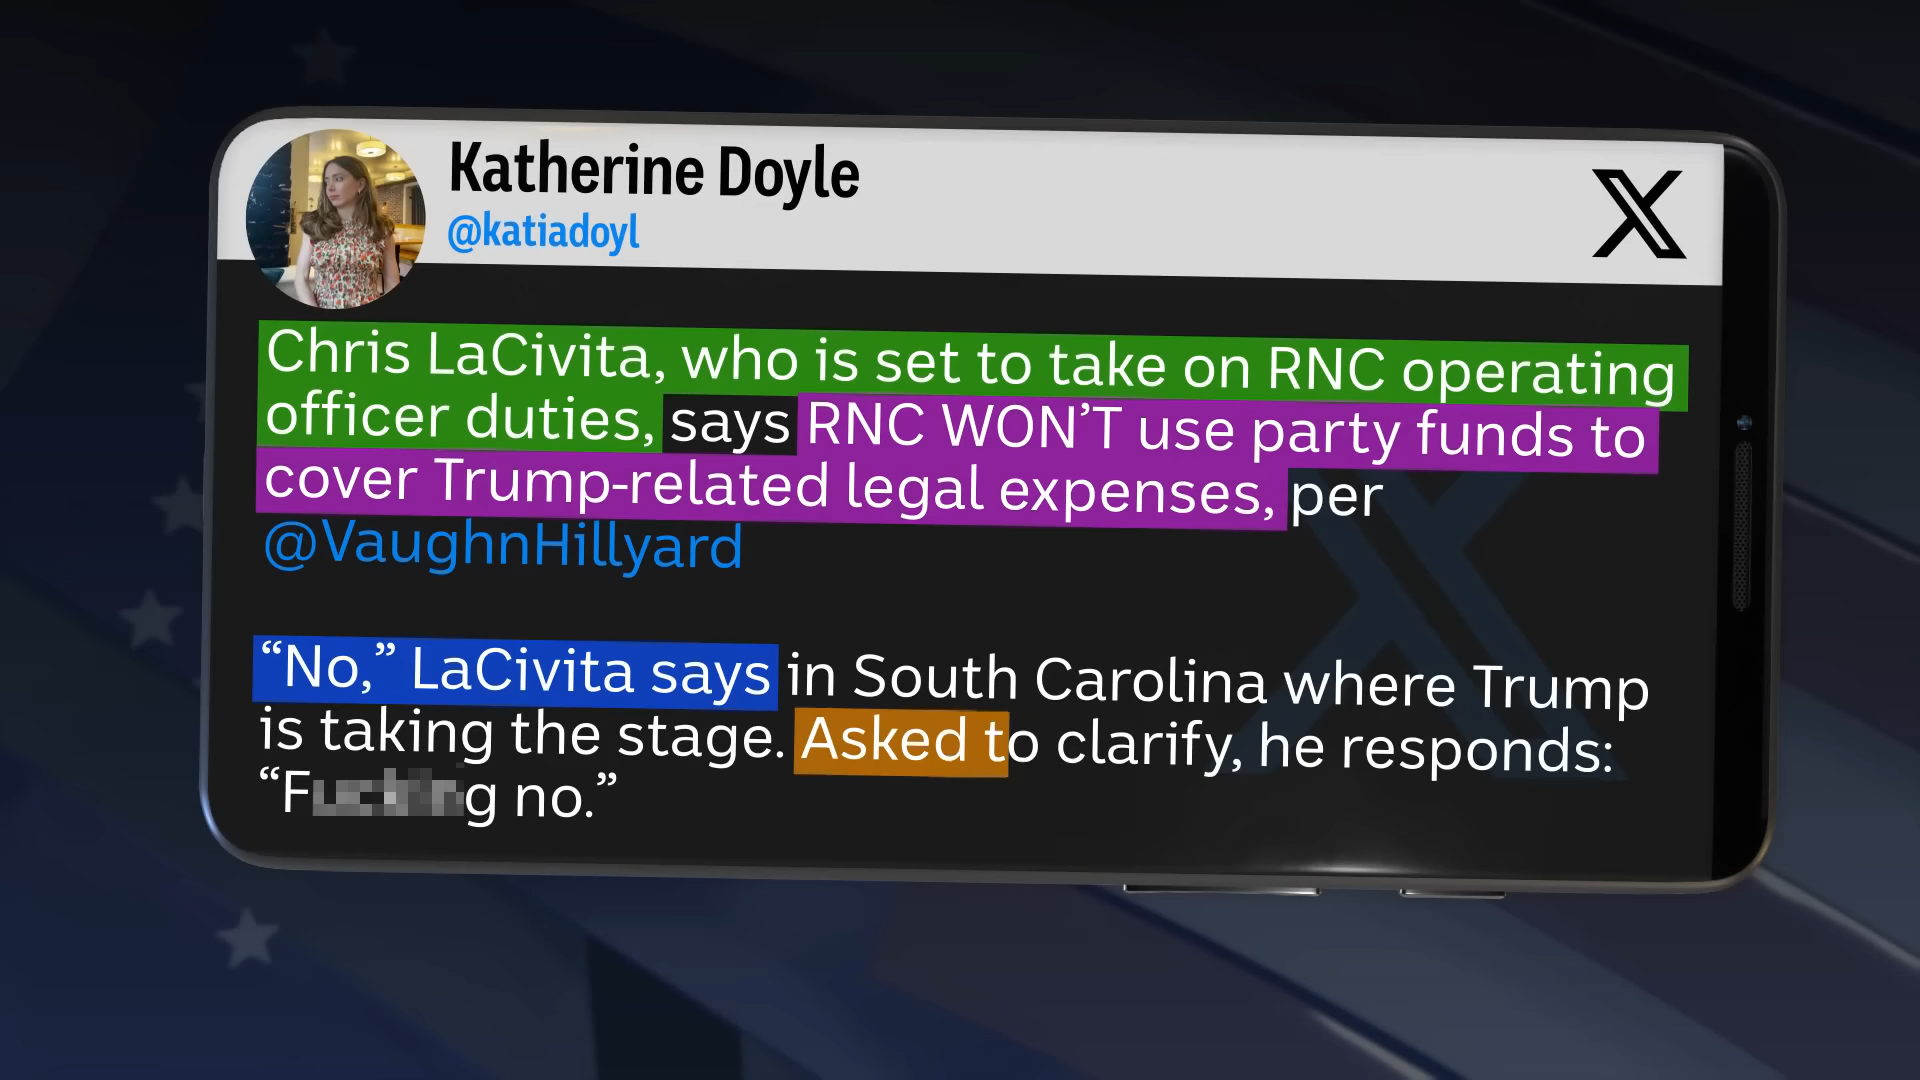 Katherine Doyle
@katiadoyl
Chris LaCivita, who is set to take on RNC operating
officer duties, says RNC WON’T use party funds to
cover Trump-related legal expenses, per
@VaughnHillyard
“No,” LaCivita says in South Carolina where Trump
is taking the stage. Asked to clarify, he responds:
no.”